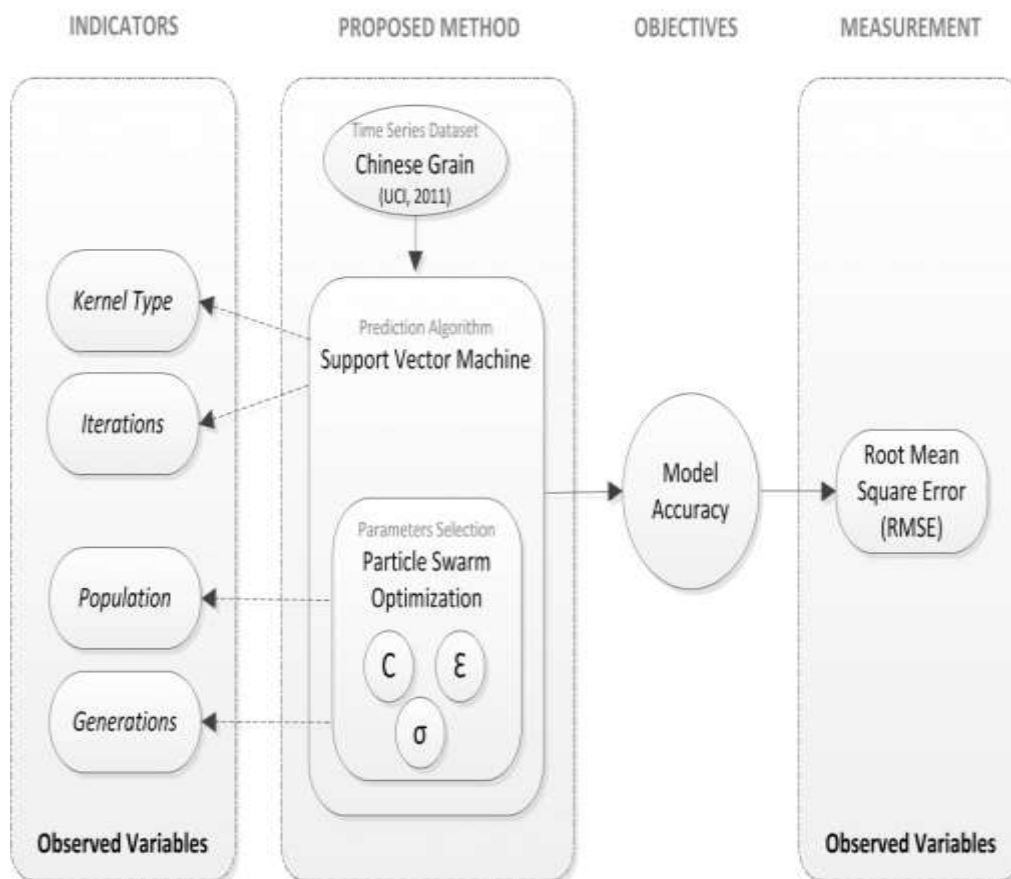 INDICATORS
PROPOSED METHOD
OBJECTIVES
MEASUREMENT
Time Series Dataset
Chinese Grain
(UCI, 2011)
Kernel Type
Iterations
Population
Generations
Observed Variables
Prediction Algorithm
Support Vector Machine
Parameters Selection
Particle Swarm
Optimization
C
ε
σ
Model
Accuracy
Root Mean
Square Error
(RMSE)
Observed Variables